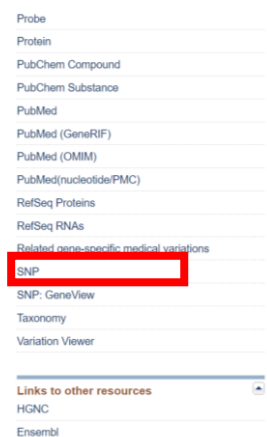 Probe
Protein
PubChem Compound
PubChem Substance
PubMed
PubMed (GeneRIF)
PubMed (OMIM)
PubMed(nucleotide/PMC)
RefSeq Proteins
RefSeq RNAs
Related gene-specific medical variations
SNP
SNP: GeneView
Taxonomy
Variation Viewer
Links to other resources
HGNC
Ensembl